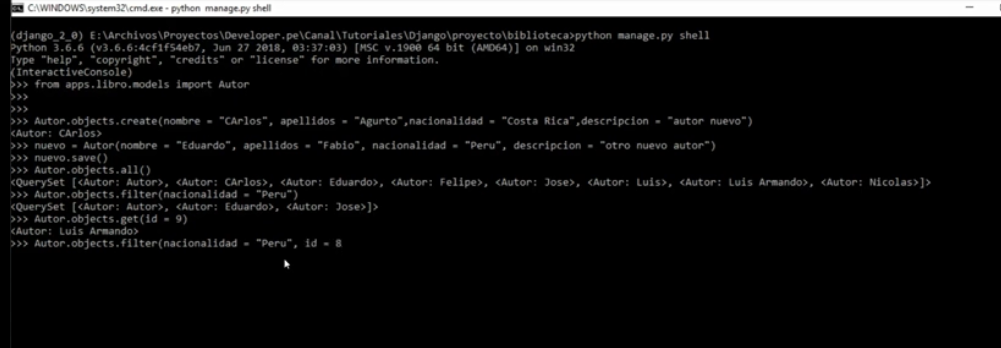 C:\WINDOWS\system32\cmd.exe - python manage.py shell
(django_2_0) E:\Archivos\Proyectos\Developer.pe\Canal\Tutoriales\Django\proyecto\biblioteca>python manage.py shell
Python 3.6.6 (v3.6.6:4cf1f54eb7, Jun 27 2018, 03:37:03) [MSC v.1900 64 bit (AMD64)] on win32
Type "help", "copyright", "credits" or "license" for more information.
(InteractiveConsole)
>>> from apps.libro.models import Autor
>>>
>>>
>>> Autor.objects.create(nombre = "CArlos", apellidos = "Agurto",nacionalidad = "Costa Rica",descripcion = "autor nuevo")
<Autor: CArlos>
>>> nuevo = Autor(nombre = "Eduardo", apellidos = "Fabio", nacionalidad = "Peru", descripcion = "otro nuevo autor")
>>> nuevo.save()
>>> Autor.objects.all()
<QuerySet [<Autor: Autor>, <Autor: CArlos>, <Autor: Eduardo>, <Autor: Felipe>, <Autor: Jose>, <Autor: Luis>, <Autor: Luis Armando>, <Autor: Nicolas>]>
>>> Autor.objects.filter(nacionalidad = "Peru")
<QuerySet [<Autor: Autor>, <Autor: Eduardo>, <Autor: Jose>]>
>>> Autor.objects.get(id = 9)
<Autor: Luis Armando>
>>> Autor.objects.filter(nacionalidad = "Peru", id = 8